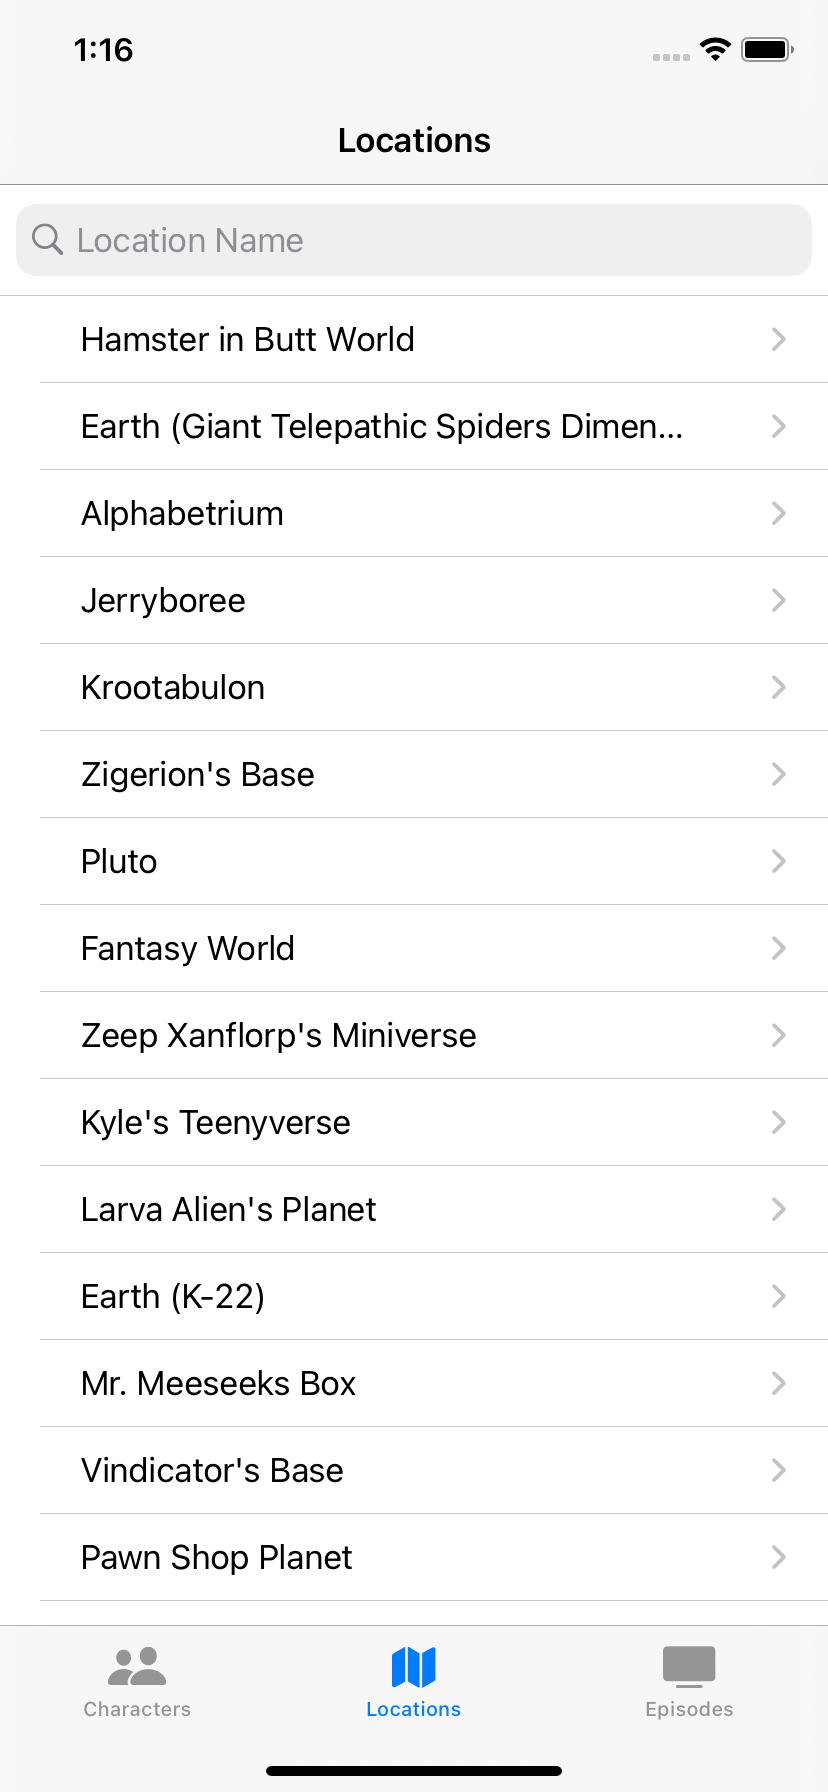 1:16
Locations
Location Name
Hamster in Butt World
Earth (Giant Telepathic Spiders Dimen...
Alphabetrium
Jerryboree
Krootabulon
Zigerion's Base
Pluto
Fantasy World
Zeep Xanflorp's Miniverse
Kyle's Teenyverse
Larva Alien's Planet
Earth (K-22)
Mr. Meeseeks Box
Vindicator's Base
Pawn Shop Planet
Characters
Locations
Episodes